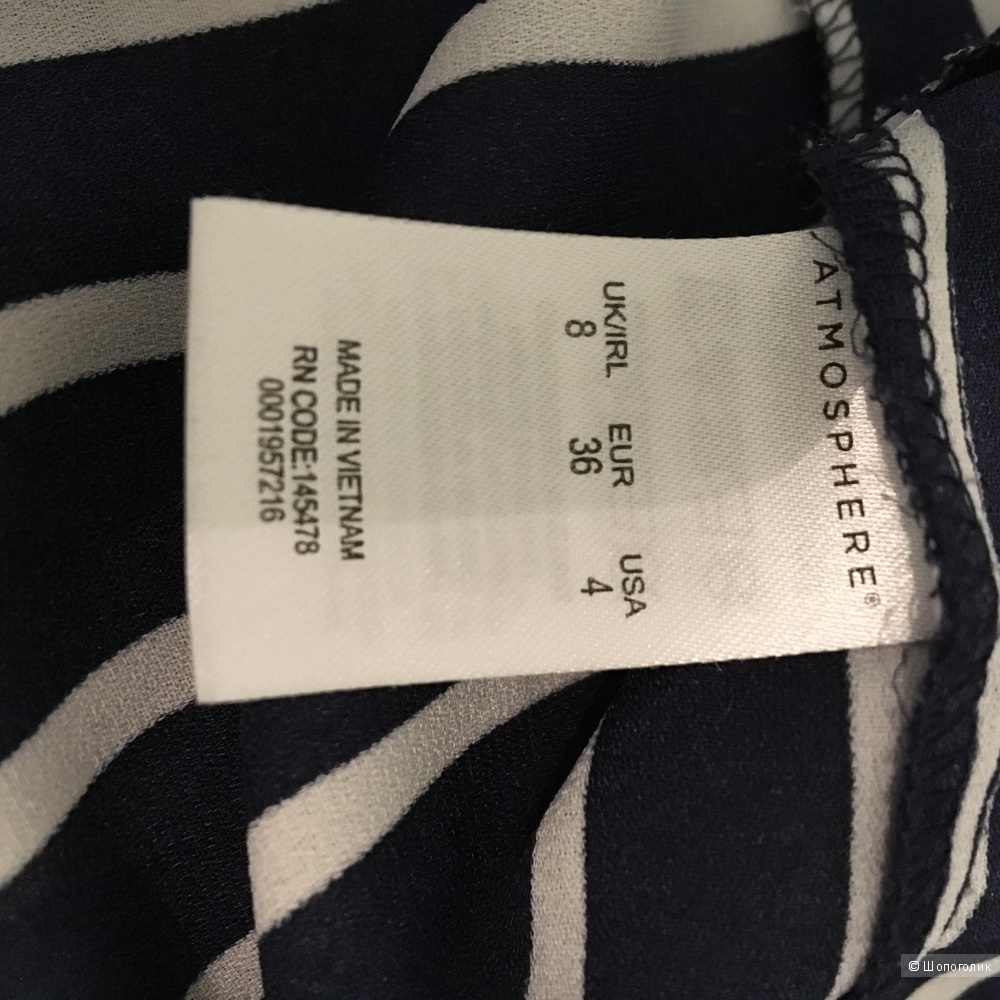 ATMOSPHERE®
UK/IRL EUR USA
8 36 4
MADE IN VIETNAM
RN CODE:145478
0001957216
© Шопоголик